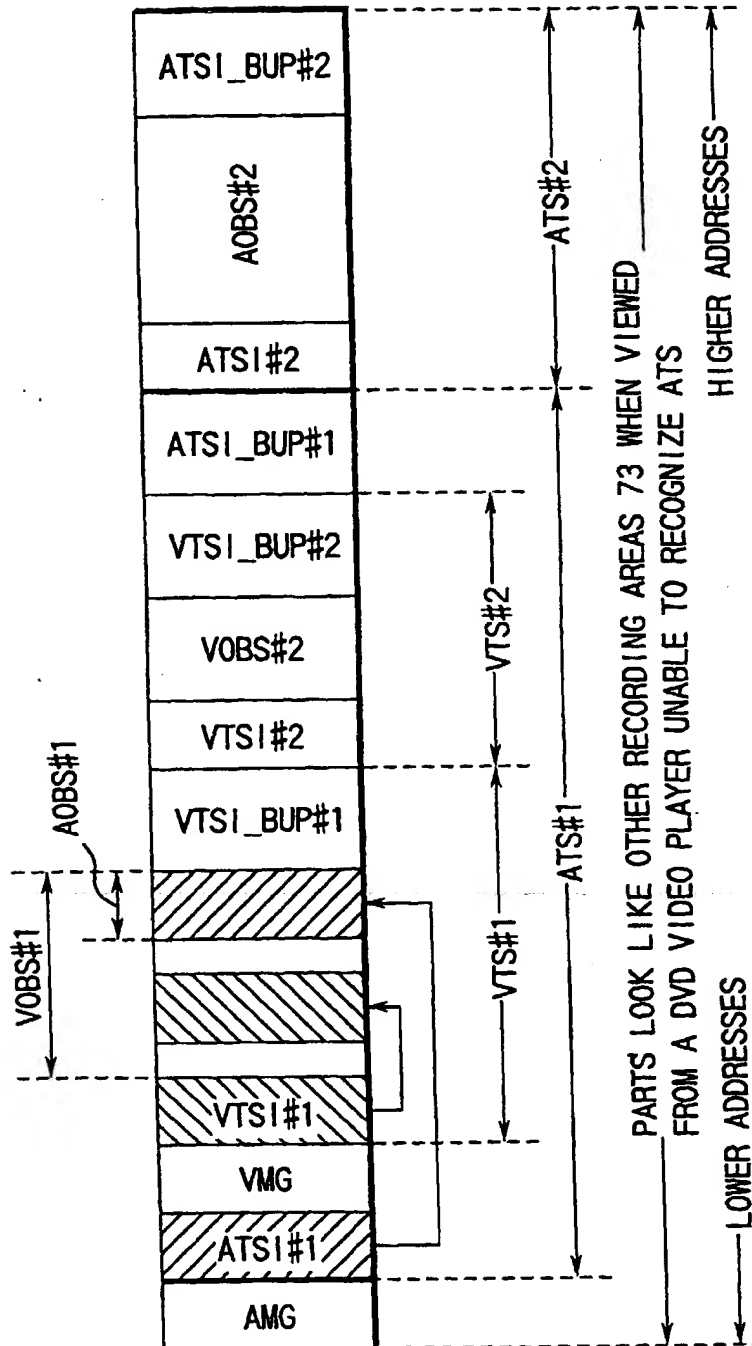 AMG
ATSI#1
VMG
VTSI#1
VTSI_BUP#1
VTSI#2
VOBS#2
VTSI_BUP#2
ATSI_BUP#1
ATSI#2
AOBS#2
ATSI_BUP#2
VOBS#1
AOBS#1
VTS#1
VTS#2
ATS#1
ATS#2
PARTS LOOK LIKE OTHER RECORDING AREAS 73 WHEN VIEWED
FROM A DVD VIDEO PLAYER UNABLE TO RECOGNIZE ATS
LOWER ADDRESSES
HIGHER ADDRESSES